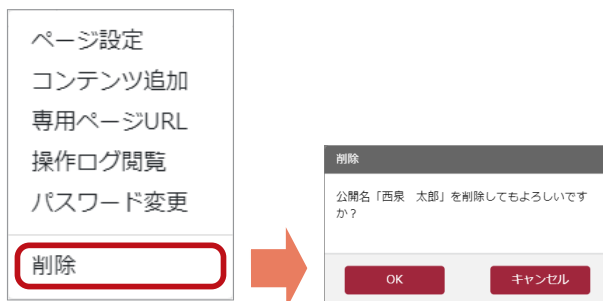 ページ設定
コンテンツ追加
専用ページURL
操作ログ閲覧
パスワード変更
削除
削除
公開名「西泉　太郎」を削除してもよろしいです
か？
OK
キャンセル